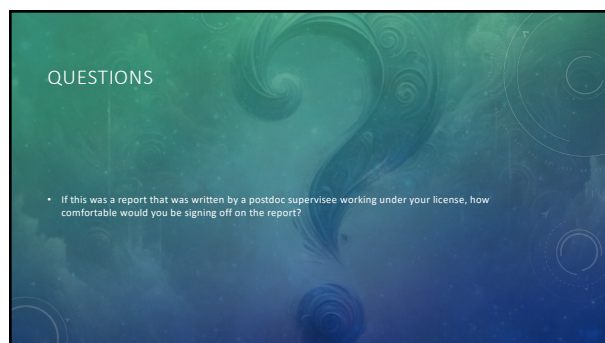 QUESTIONS
• If this was a report that was written by a postdoc supervisee working under your license, how
comfortable would you be signing off on the report?